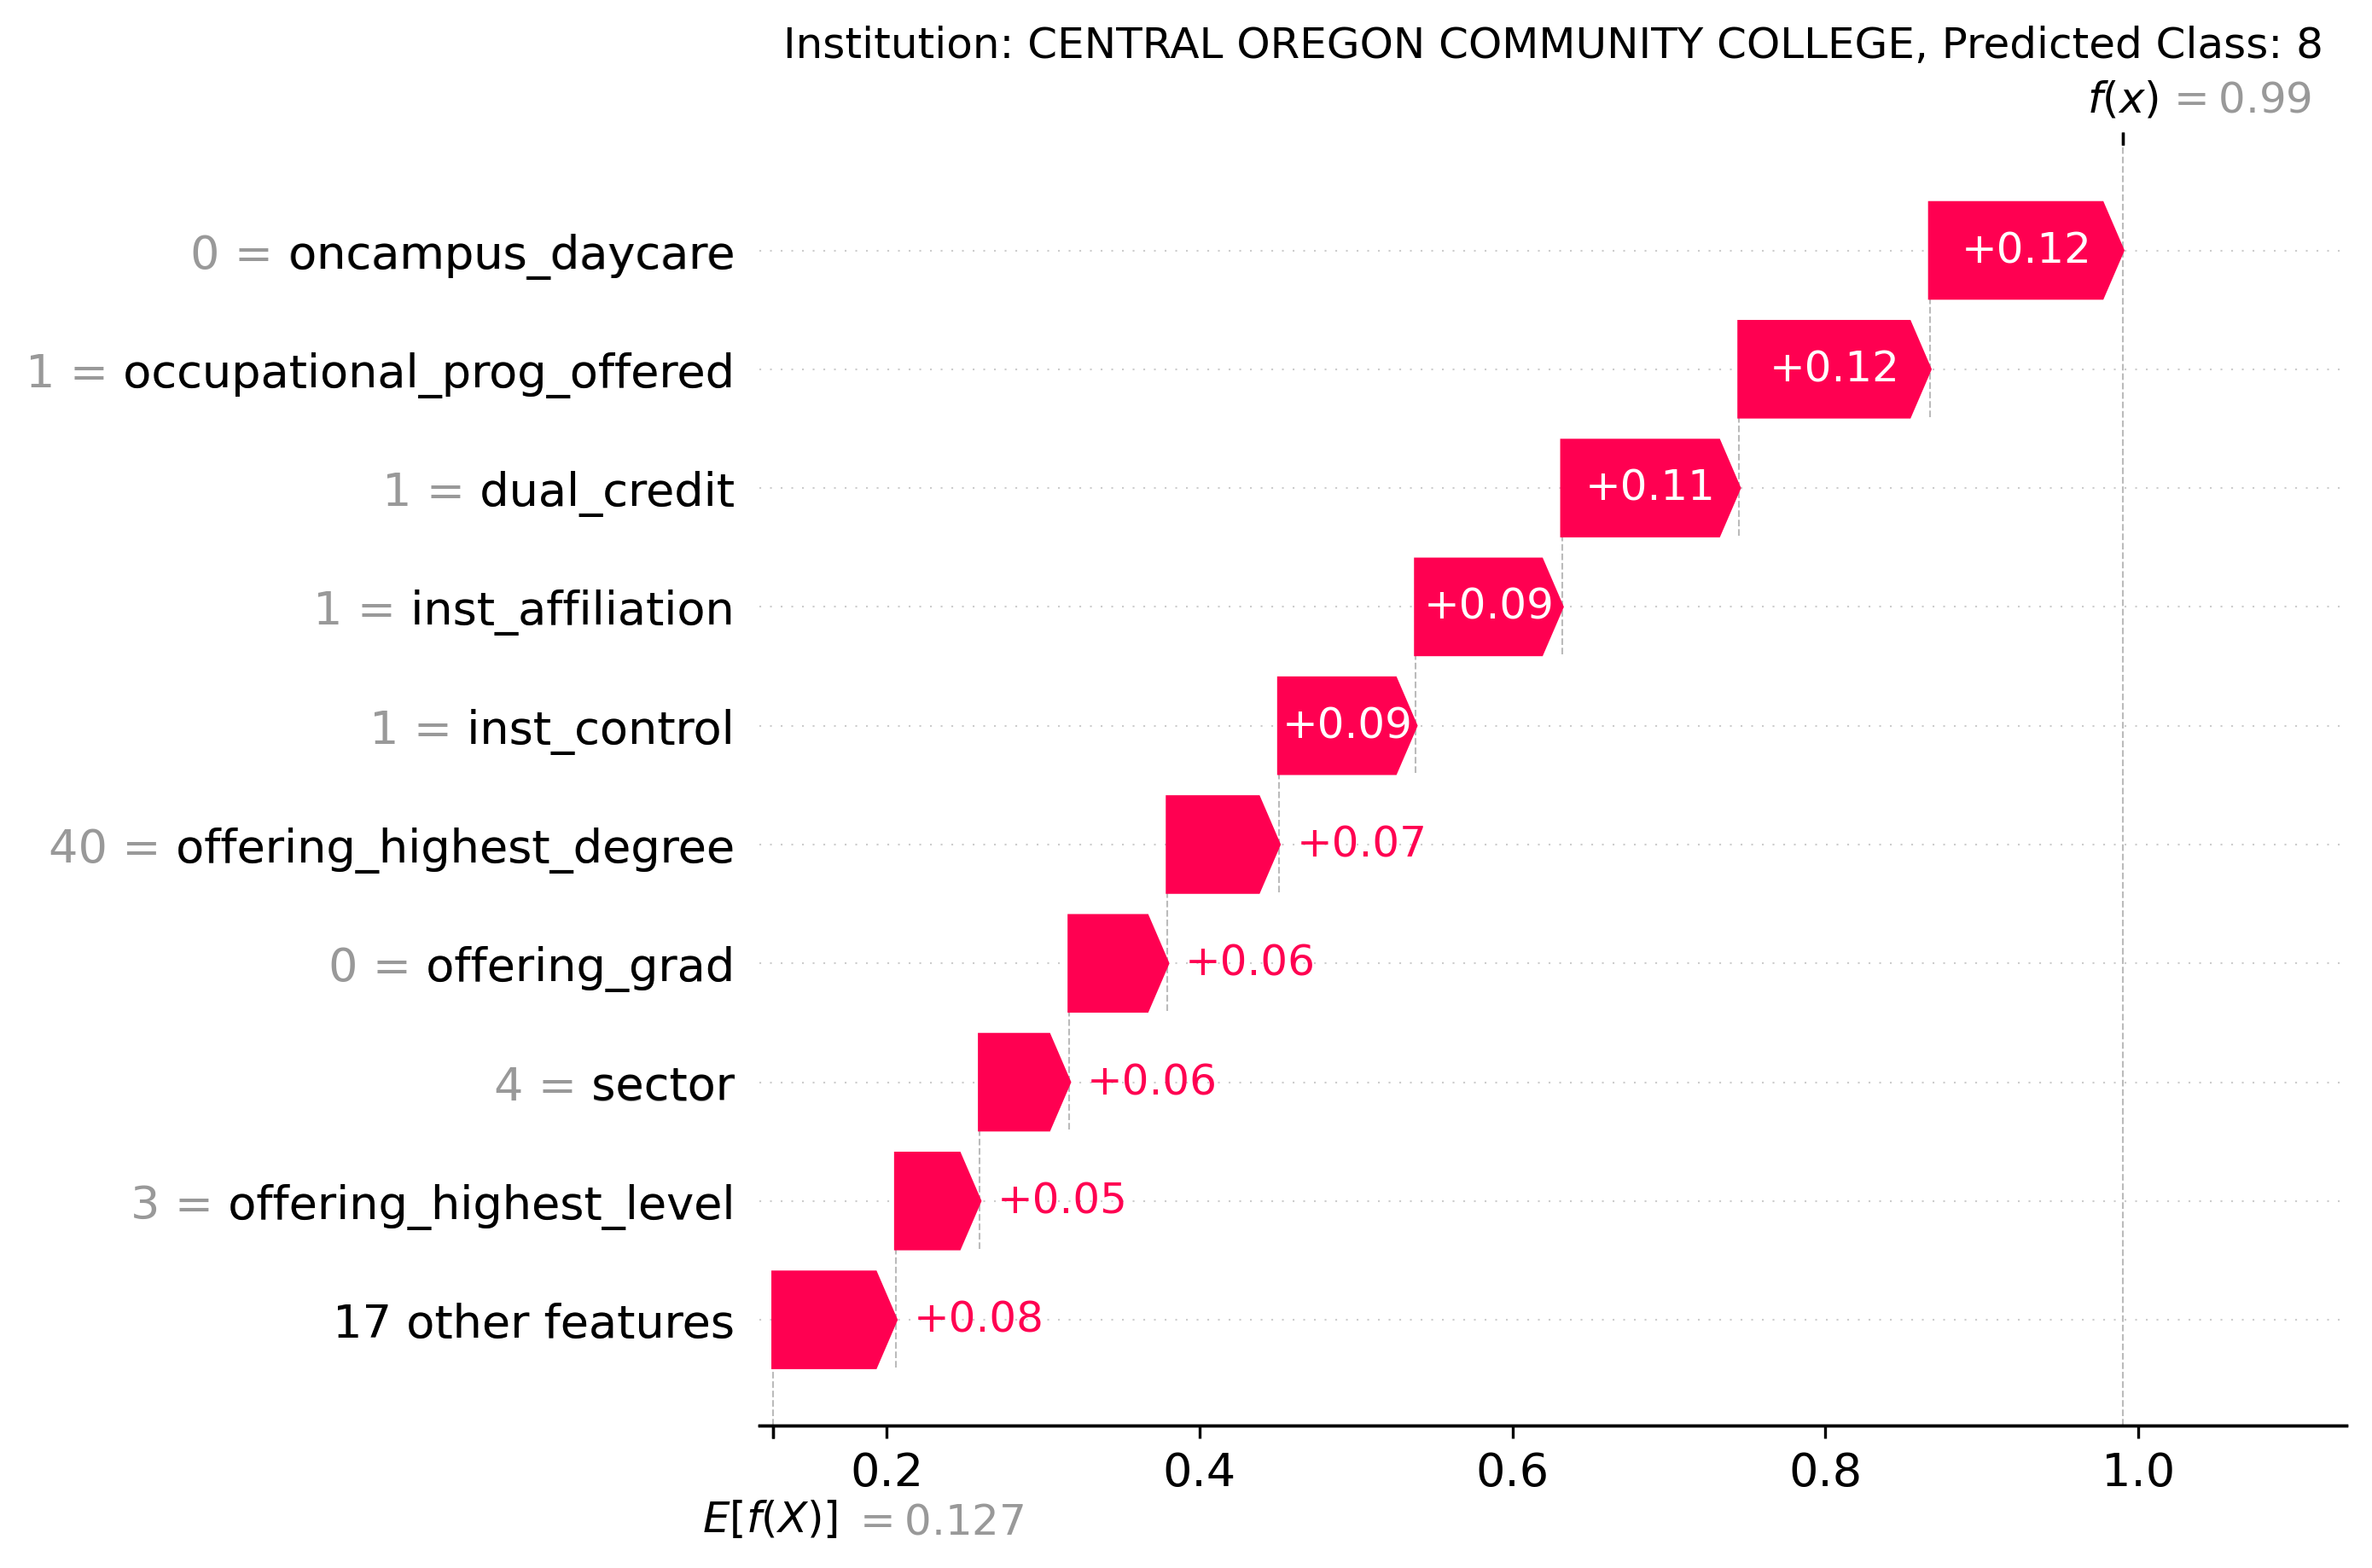 Institution: CENTRAL OREGON COMMUNITY COLLEGE, Predicted Class: 8
f(x) = 0.99
0 = oncampus_daycare +0.12
1 = occupational_prog_offered +0.12
1 = dual_credit +0.11
1 = inst_affiliation +0.09
1 = inst_control +0.09
40 = offering_highest_degree +0.07
0 = offering_grad +0.06
4 = sector +0.06
3 = offering_highest_level +0.05
17 other features +0.08
0.2 0.4 0.6 0.8 1.0
E[f(X)] = 0.127